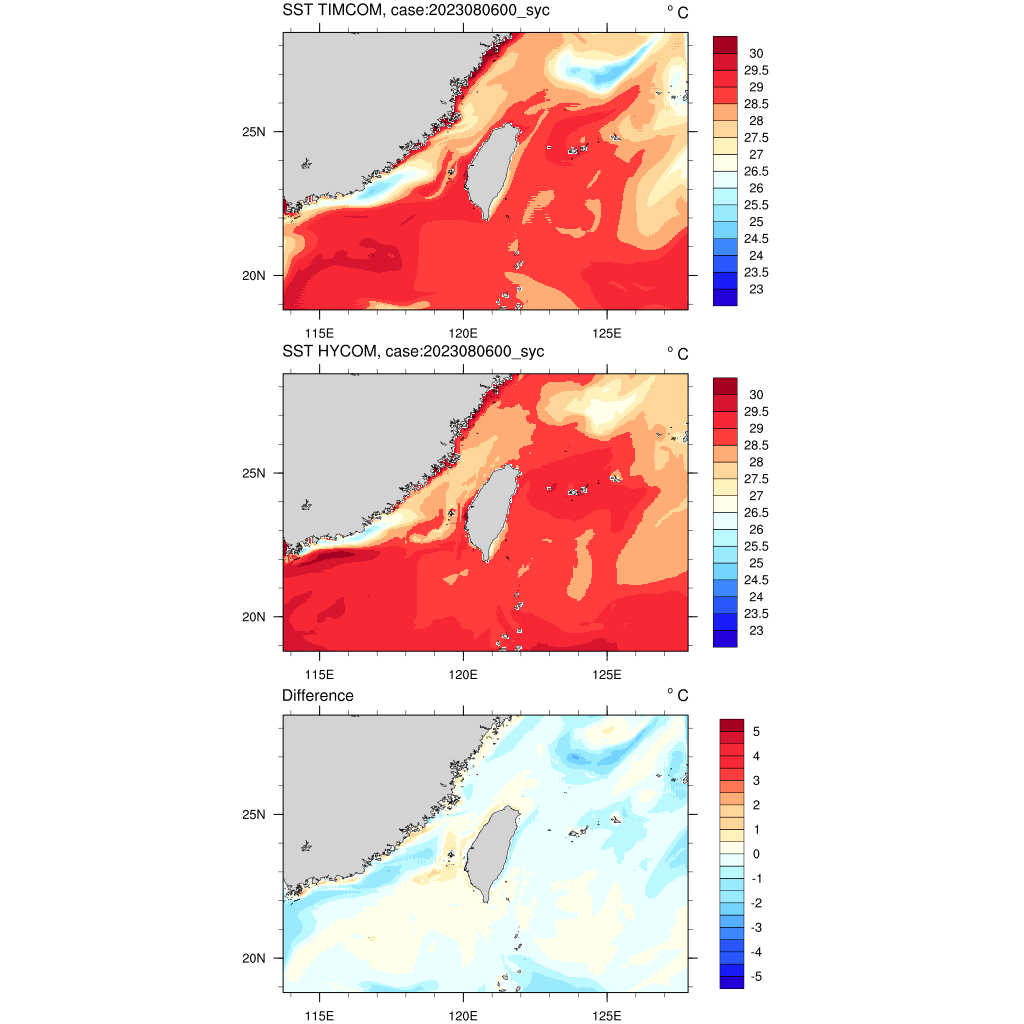 SST TIMCOM, case:2023080600_syc
° C
30
29.5
29
28.5
28
27.5
27
26.5
26
25.5
25
24.5
24
23.5
23
25N
20N
115E
120E
125E
SST HYCOM, case:2023080600_syc
° C
30
29.5
29
28.5
28
27.5
27
26.5
26
25.5
25
24.5
24
23.5
23
25N
20N
115E
120E
125E
Difference
° C
5
4
3
2
1
0
-1
-2
-3
-4
-5
25N
20N
115E
120E
125E